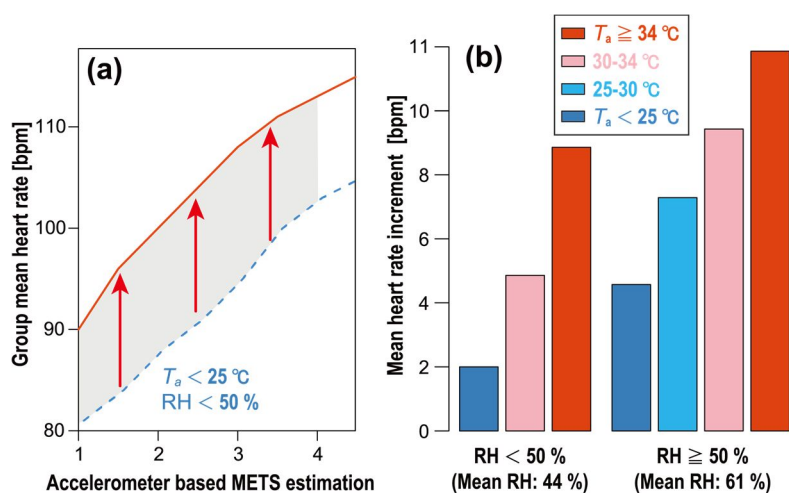 (a)
Group mean heart rate [bpm]
110
100
90
80
1
2
3
4
Ta < 25 ℃
RH < 50 %
Accelerometer based METS estimation
(b)
Ta ≧ 34 ℃
30-34 ℃
25-30 ℃
Ta < 25 ℃
Mean heart rate increment [bpm]
11
10
8
6
4
2
0
RH < 50 %
(Mean RH: 44 %)
RH ≧ 50 %
(Mean RH: 61 %)